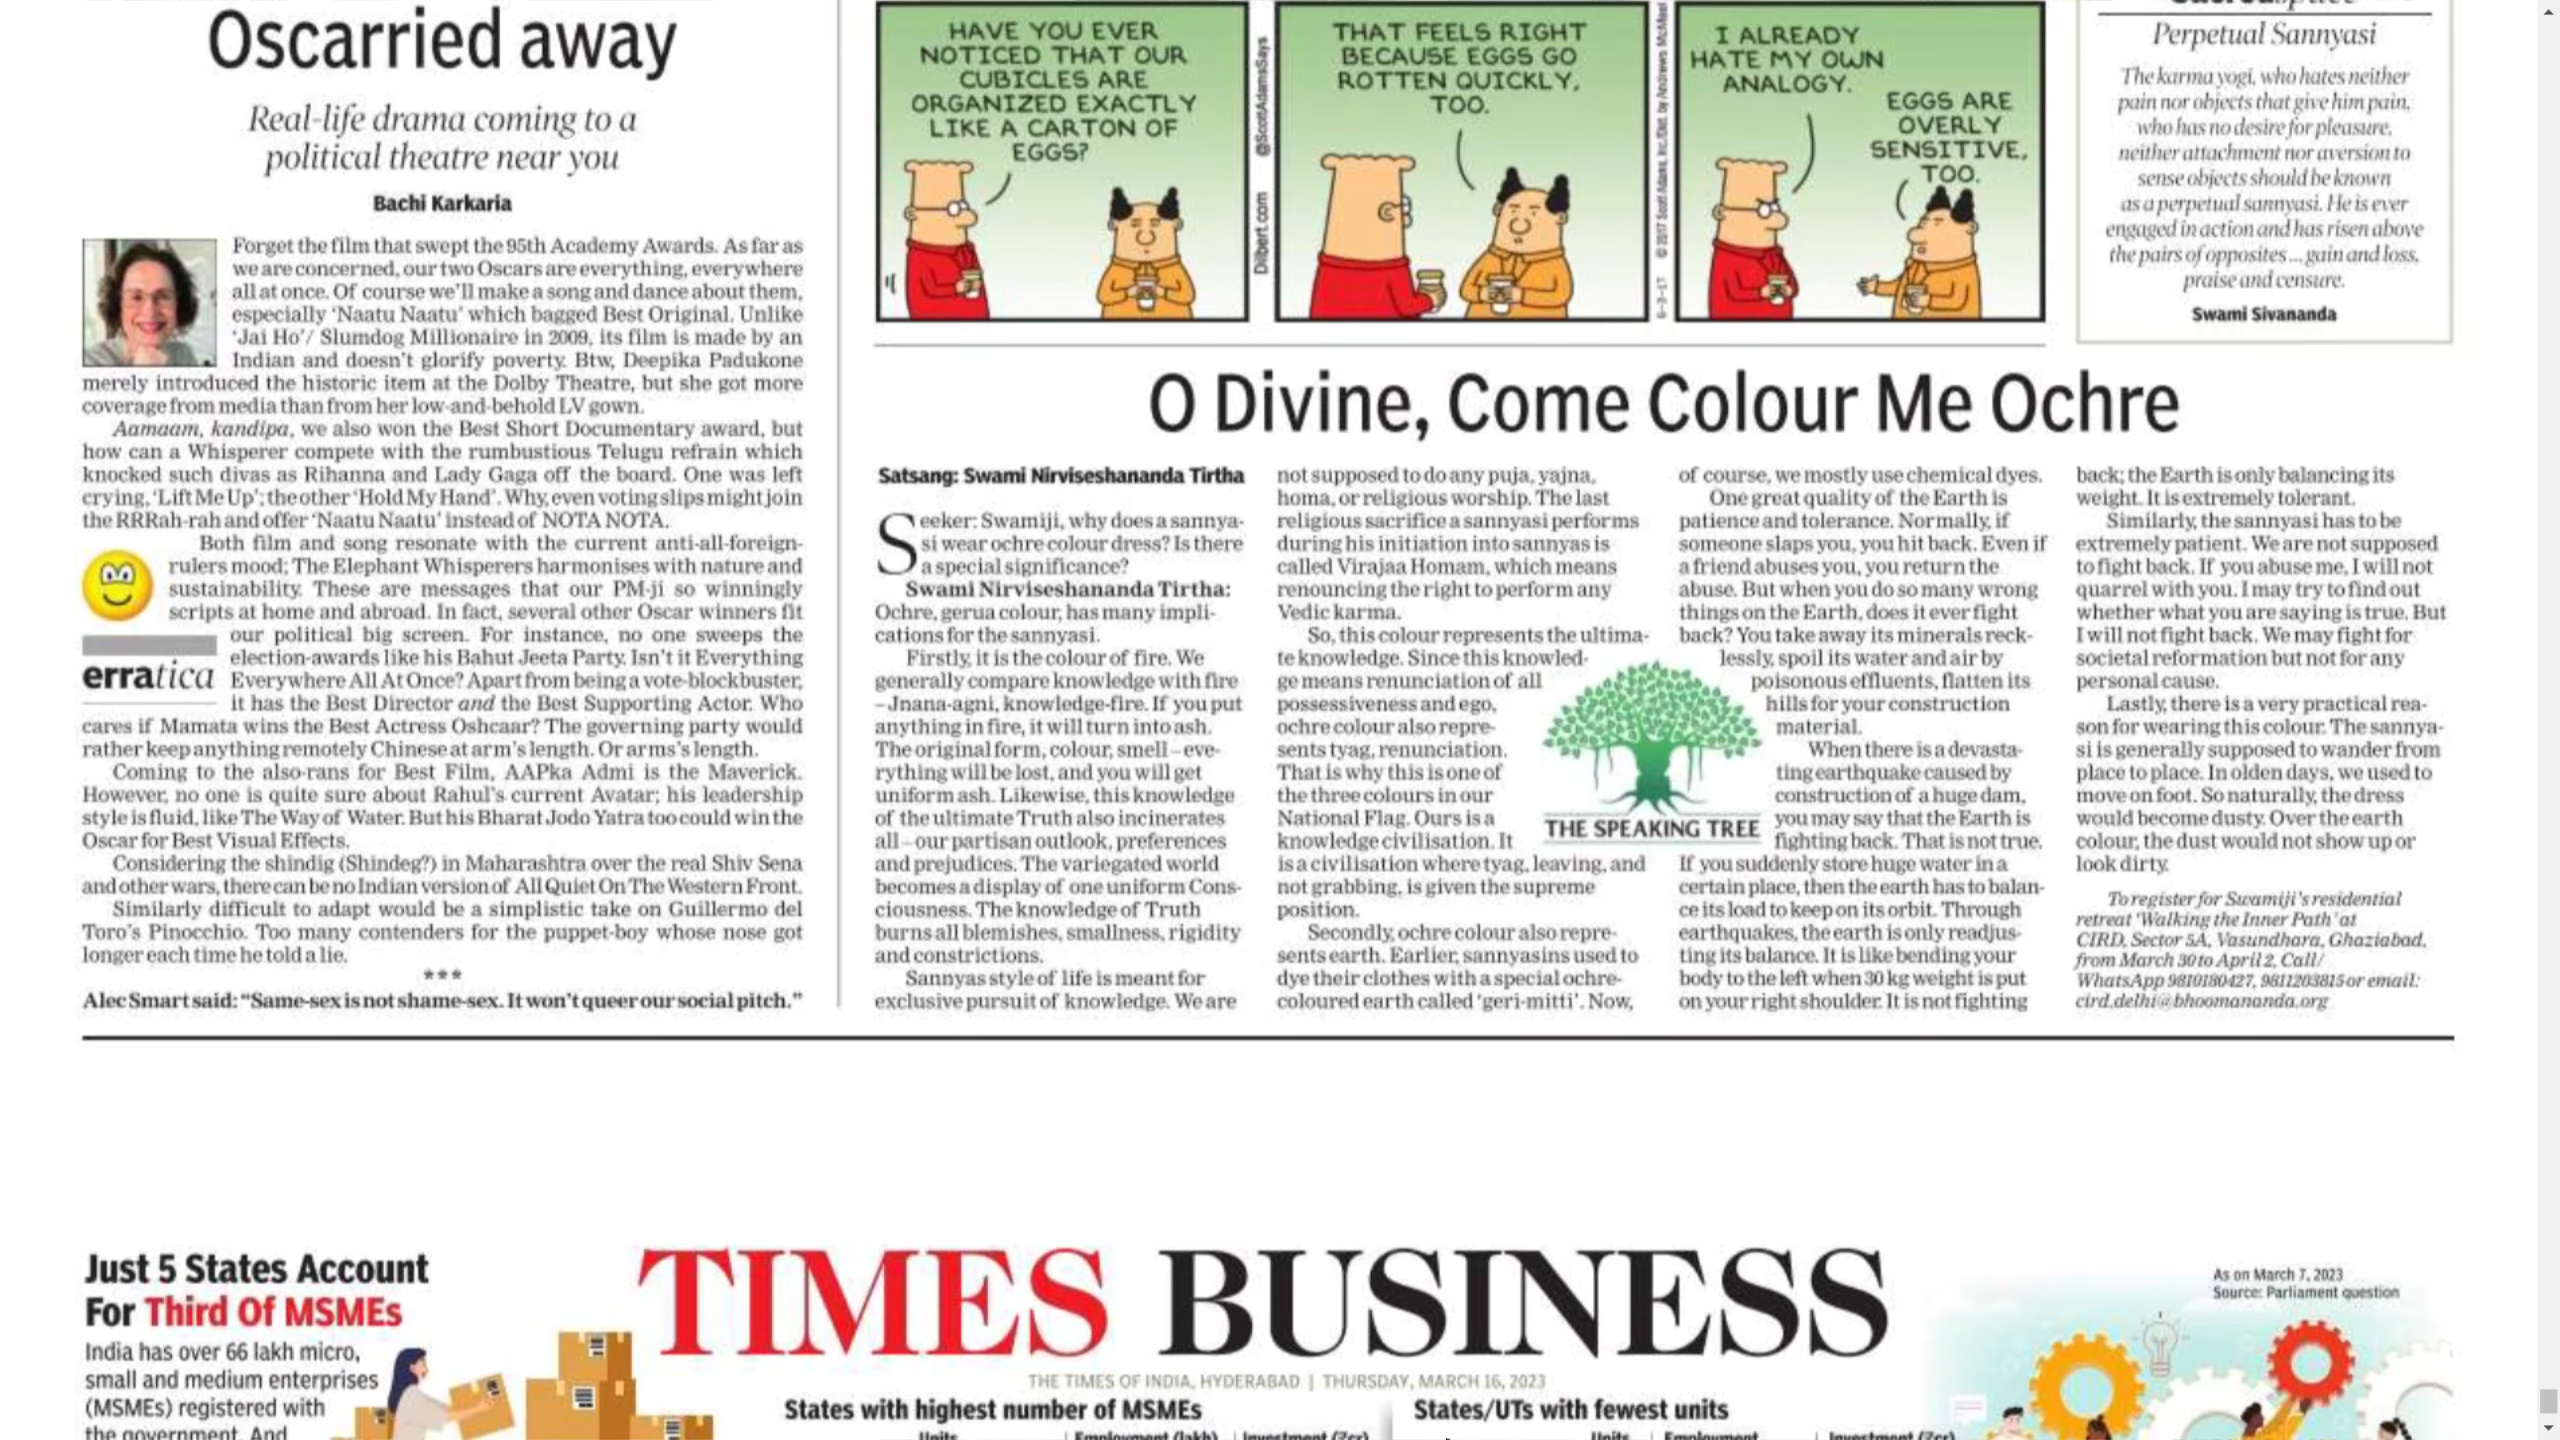 Oscarried away
Real-life drama coming to a
political theatre near you
Bachi Karkaria
Forget the film that swept the 95th Academy Awards. As far as
we are concerned, our two Oscars are everything, everywhere
all at once. Of course we'll make a song and dance about them,
especially 'Naatu Naatu' which bagged Best Original. Unlike
'Jai Ho'/ Slumdog Millionaire in 2009, its film is made by an
Indian and doesn't glorify poverty. Btw, Deepika Padukone
merely introduced the historic item at the Dolby Theatre, but she got more
coverage from media than from her low-and-behold LV gown.
Aamaam, kandipa, we also won the Best Short Documentary award, but
how can a Whisperer compete with the rumbustious Telugu refrain which
knocked such divas as Rihanna and Lady Gaga off the board. One was left
crying, 'Lift Me Up'; the other 'Hold My Hand'. Why, even voting slips might join
the RRRah-rah and offer 'Naatu Naatu' instead of NOTA NOTA.
Both film and song resonate with the current anti-all-foreign-
rulers mood; The Elephant Whisperers harmonises with nature and
sustainability. These are messages that our PM-ji so winningly
scripts at home and abroad. In fact, several other Oscar winners fit
our political big screen. For instance, no one sweeps the
election-awards like his Bahut Jeeta Party. Isn't it Everything
erratica
Everywhere All At Once? Apart from being a vote-blockbuster,
it has the Best Director and the Best Supporting Actor. Who
cares if Mamata wins the Best Actress Oshcaar? The governing party would
rather keep anything remotely Chinese at arm's length. Or arms's length.
Coming to the also-rans for Best Film, AAPka Admi is the Maverick.
However, no one is quite sure about Rahul's current Avatar; his leadership
style is fluid, like The Way of Water. But his Bharat Jodo Yatra too could win the
Oscar for Best Visual Effects.
Considering the shindig (Shindeg?) in Maharashtra over the real Shiv Sena
and other wars, there can be no Indian version of All Quiet On The Western Front.
Similarly difficult to adapt would be a simplistic take on Guillermo del
Toro's Pinocchio. Too many contenders for the puppet-boy whose nose got
longer each time he told a lie.
***
Alec Smart said: "Same-sex is not shame-sex. It won't queer our social pitch."
HAVE YOU EVER
NOTICED THAT OUR
CUBICLES ARE
ORGANIZED EXACTLY
LIKE A CARTON OF
EGGS?
Dilbert.com @ScottAdamsSays
THAT FEELS RIGHT
BECAUSE EGGS GO
ROTTEN QUICKLY,
TOO.
© 2017 Scott Adams, Inc./Dist. by Andrews McMeel
I ALREADY
HATE MY OWN
ANALOGY.
EGGS ARE
OVERLY
SENSITIVE,
TOO.
Perpetual Sannyasi
The karma yogi, who hates neither
pain nor objects that give him pain,
who has no desire for pleasure,
neither attachment nor aversion to
sense objects should be known
as a perpetual sannyasi. He is ever
engaged in action and has risen above
the pairs of opposites ... gain and loss,
praise and censure.
Swami Sivananda
O Divine, Come Colour Me Ochre
Satsang: Swami Nirviseshananda Tirtha
Seeker: Swamiji, why does a sannya-
si wear ochre colour dress? Is there
a special significance?
Swami Nirviseshananda Tirtha:
Ochre, gerua colour, has many impli-
cations for the sannyasi.
Firstly, it is the colour of fire. We
generally compare knowledge with fire
– Jnana-agni, knowledge-fire. If you put
anything in fire, it will turn into ash.
The original form, colour, smell – eve-
rything will be lost, and you will get
uniform ash. Likewise, this knowledge
of the ultimate Truth also incinerates
all – our partisan outlook, preferences
and prejudices. The variegated world
becomes a display of one uniform Cons-
ciousness. The knowledge of Truth
burns all blemishes, smallness, rigidity
and constrictions.
Sannyas style of life is meant for
exclusive pursuit of knowledge. We are
not supposed to do any puja, yajna,
homa, or religious worship. The last
religious sacrifice a sannyasi performs
during his initiation into sannyas is
called Virajaa Homam, which means
renouncing the right to perform any
Vedic karma.
So, this colour represents the ultima-
te knowledge. Since this knowled-
ge means renunciation of all
possessiveness and ego,
ochre colour also repre-
sents tyag, renunciation.
That is why this is one of
the three colours in our
National Flag. Ours is a
knowledge civilisation. It
is a civilisation where tyag, leaving, and
not grabbing, is given the supreme
position.
Secondly, ochre colour also repre-
sents earth. Earlier, sannyasins used to
dye their clothes with a special ochre-
coloured earth called 'geri-mitti'. Now,
THE SPEAKING TREE
of course, we mostly use chemical dyes.
One great quality of the Earth is
patience and tolerance. Normally, if
someone slaps you, you hit back. Even if
a friend abuses you, you return the
abuse. But when you do so many wrong
things on the Earth, does it ever fight
back? You take away its minerals reck-
lessly, spoil its water and air by
poisonous effluents, flatten its
hills for your construction
material.
When there is a devasta-
ting earthquake caused by
construction of a huge dam,
you may say that the Earth is
fighting back. That is not true.
If you suddenly store huge water in a
certain place, then the earth has to balan-
ce its load to keep on its orbit. Through
earthquakes, the earth is only readjus-
ting its balance. It is like bending your
body to the left when 30 kg weight is put
on your right shoulder. It is not fighting
back; the Earth is only balancing its
weight. It is extremely tolerant.
Similarly, the sannyasi has to be
extremely patient. We are not supposed
to fight back. If you abuse me, I will not
quarrel with you. I may try to find out
whether what you are saying is true. But
I will not fight back. We may fight for
societal reformation but not for any
personal cause.
Lastly, there is a very practical rea-
son for wearing this colour. The sannya-
si is generally supposed to wander from
place to place. In olden days, we used to
move on foot. So naturally, the dress
would become dusty. Over the earth
colour, the dust would not show up or
look dirty.
To register for Swamiji's residential
retreat 'Walking the Inner Path' at
CIRD, Sector 5A, Vasundhara, Ghaziabad,
from March 30 to April 2, Call/
WhatsApp 9810180427, 9811203815 or email:
cird.delhi@bhoomananda.org
Just 5 States Account
For Third Of MSMEs
India has over 66 lakh micro,
small and medium enterprises
(MSMEs) registered with
the government. And
TIMES BUSINESS
THE TIMES OF INDIA, HYDERABAD | THURSDAY, MARCH 16, 2023
States with highest number of MSMEs
Units Employment (lakh) Investment (₹cr)
States/UTs with fewest units
Units Employment Investment (₹cr)
As on March 7, 2023
Source: Parliament question